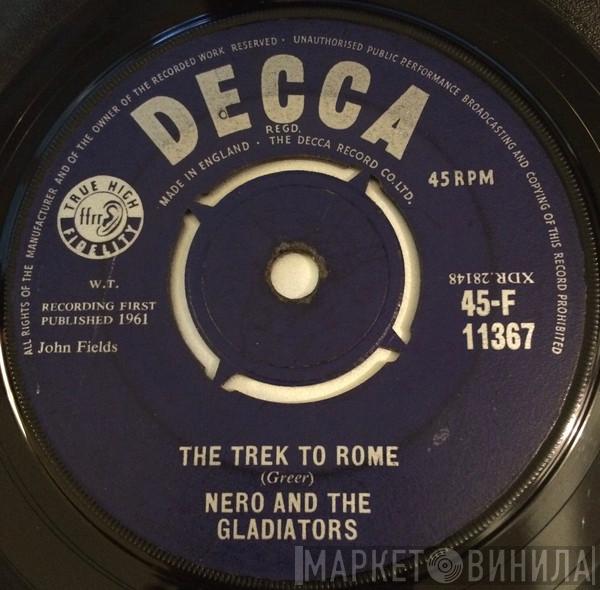 ALL RIGHTS OF THE MANUFACTURER AND OF THE OWNER OF THE RECORDED WORK RESERVED · UNAUTHORISED PUBLIC PERFORMANCE BROADCASTING AND COPYING OF THIS RECORD PROHIBITED
DECCA
REGD.
MADE IN ENGLAND · THE DECCA RECORD CO. LTD.
45 RPM
TRUE HIGH
ffrr
FIDELITY
W.T.
RECORDING FIRST
PUBLISHED 1961
John Fields
XDR.28148
45-F
11367
THE TREK TO ROME
(Greer)
NERO AND THE
GLADIATORS
МАРКЕТ ВИНИЛА